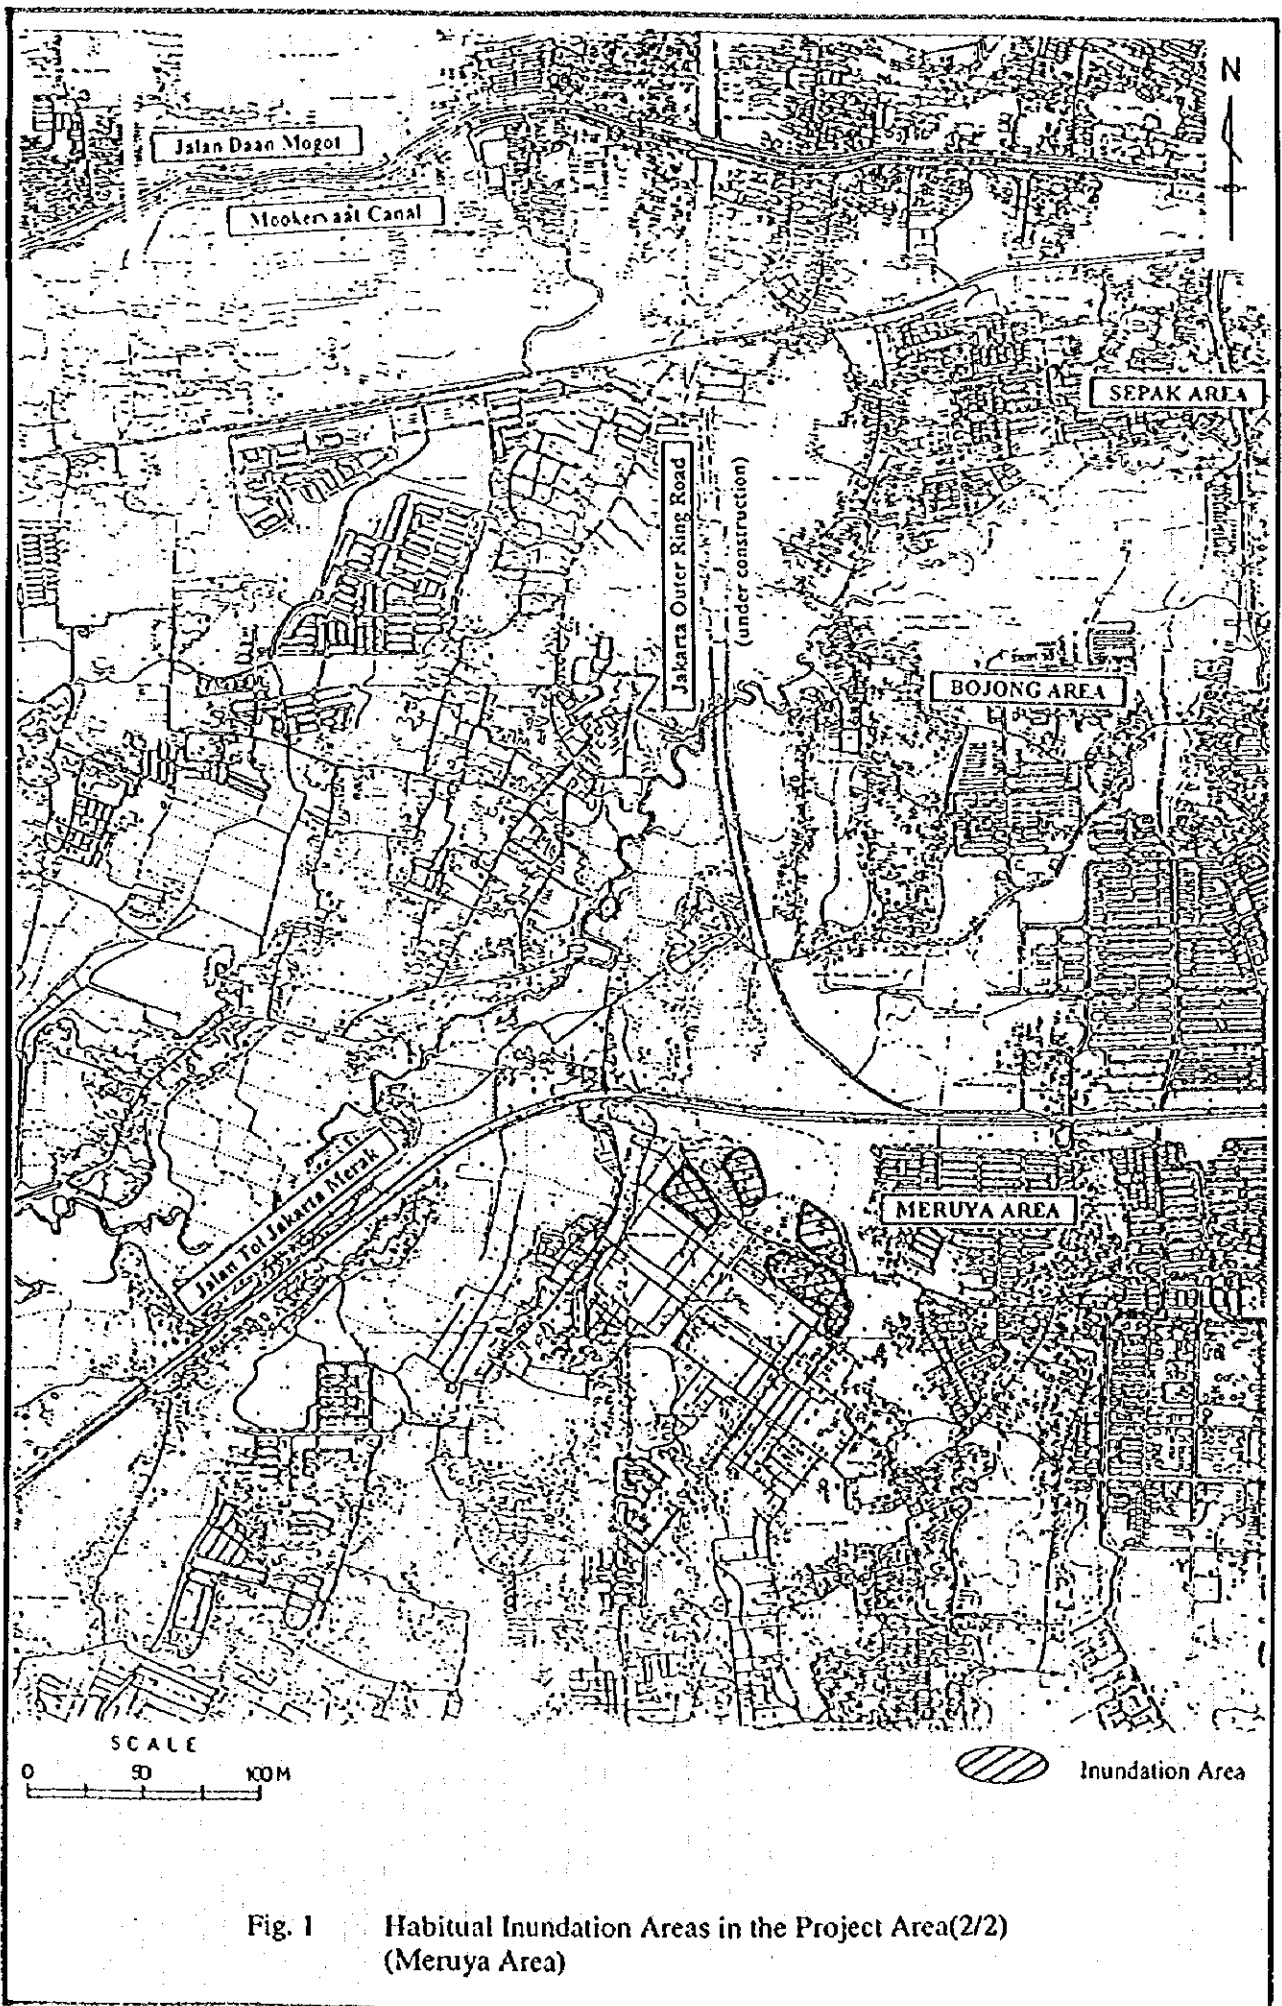 N
Jalan Daan Mogot
Mookervaat Canal
SEPAK AREA
Jakarta Outer Ring Road
(under construction)
BOJONG AREA
Jalan Tol Jakarta Merak
MERUYA AREA
SCALE
0 50 100 M
Inundation Area
Fig. 1 Habitual Inundation Areas in the Project Area(2/2)
(Meruya Area)